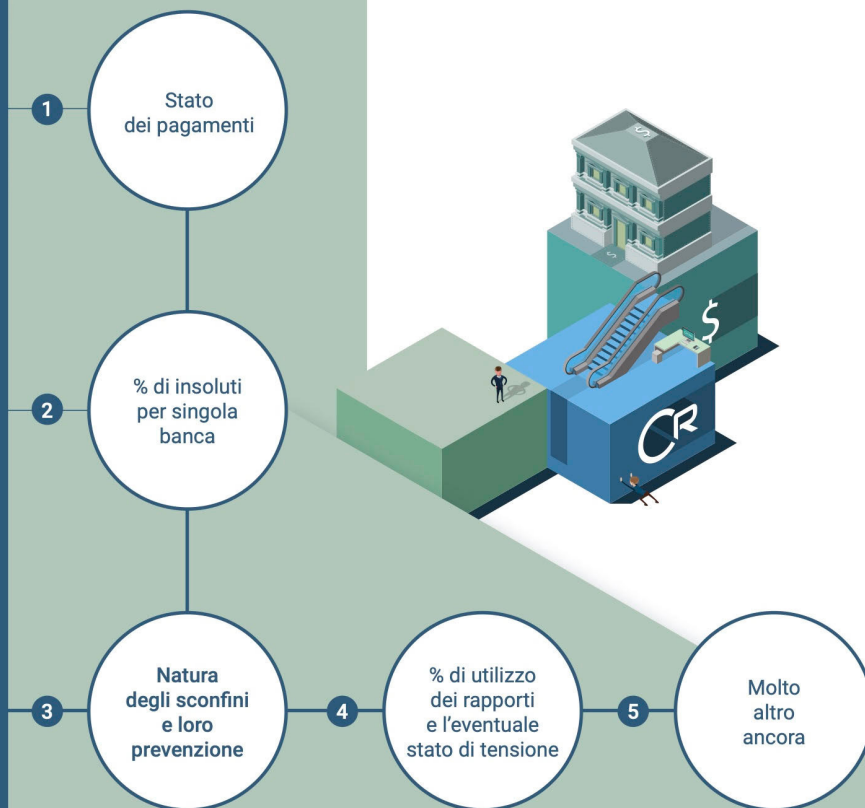 1
Stato
dei pagamenti
2
% di insoluti
per singola
banca
3
Natura
degli sconfini
e loro
prevenzione
4
% di utilizzo
dei rapporti
e l'eventuale
stato di tensione
5
Molto
altro
ancora
$
$
$
CR